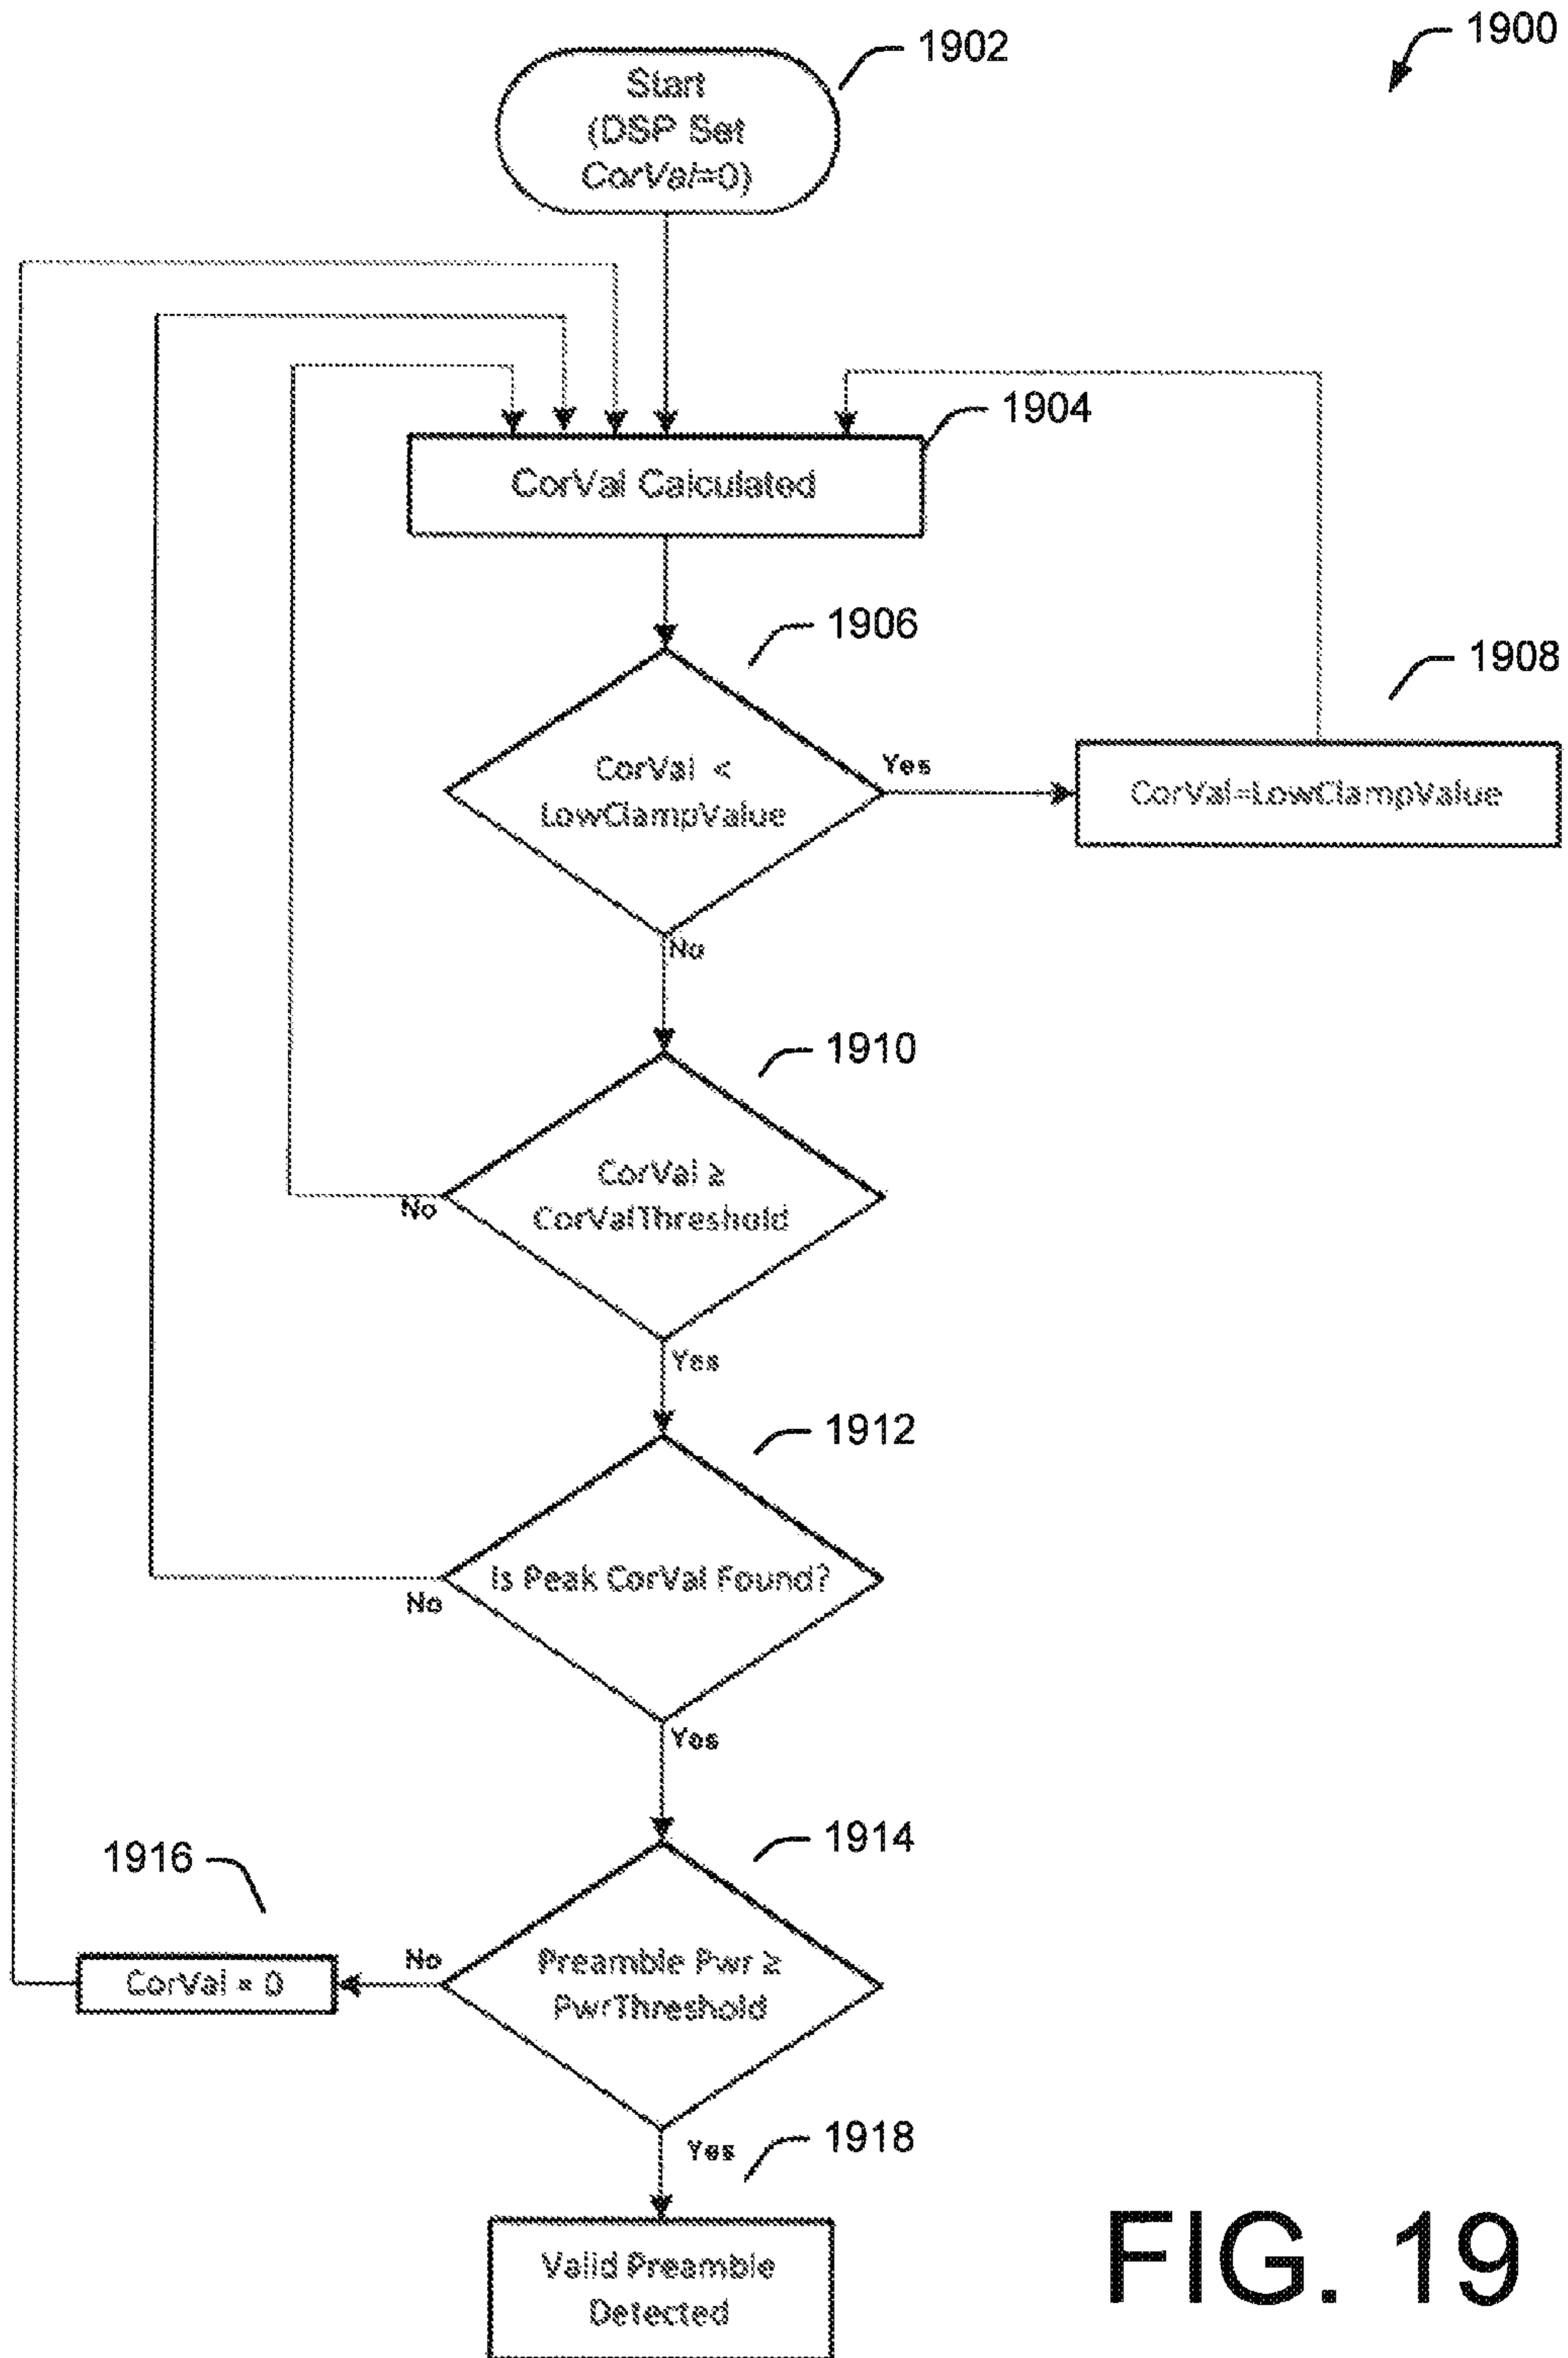 1900
1902
Start
(DSP Set
CorVal=0)
1904
CorVal Calculated
1906
1908
CorVal <
LowClampValue
Yes
CorVal=LowClampValue
No
1910
CorVal ≥
CorValThreshold
No
Yes
1912
Is Peak CorVal Found?
No
Yes
1914
1916
Preamble Pwr ≥
PwrThreshold
No
CorVal = 0
Yes
1918
Valid Preamble
Detected
FIG. 19